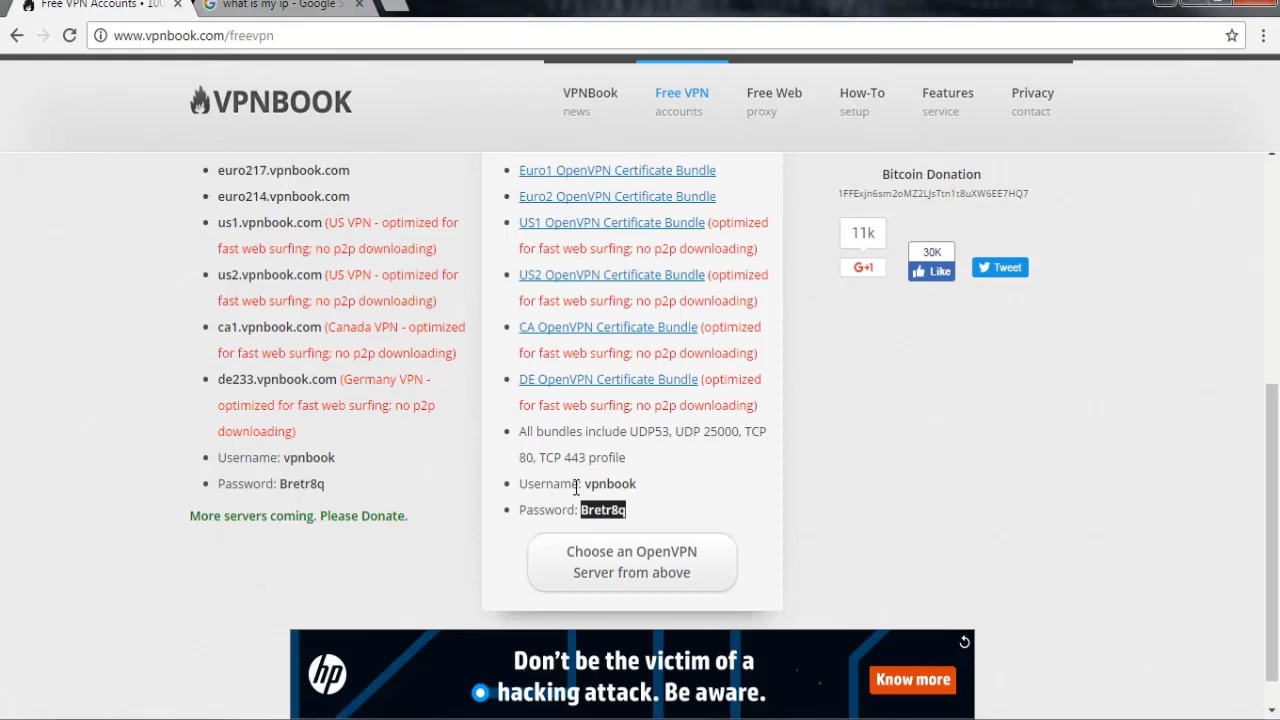 Free VPN Accounts • 100
what is my ip - Google S
www.vpnbook.com/freevpn
VPNBOOK
VPNBook
news
Free VPN
accounts
Free Web
proxy
How-To
setup
Features
service
Privacy
contact
euro217.vpnbook.com
euro214.vpnbook.com
us1.vpnbook.com (US VPN - optimized for
fast web surfing; no p2p downloading)
us2.vpnbook.com (US VPN - optimized for
fast web surfing; no p2p downloading)
ca1.vpnbook.com (Canada VPN - optimized
for fast web surfing; no p2p downloading)
de233.vpnbook.com (Germany VPN -
optimized for fast web surfing; no p2p
downloading)
Username: vpnbook
Password: Bretr8q
More servers coming. Please Donate.
Euro1 OpenVPN Certificate Bundle
Euro2 OpenVPN Certificate Bundle
US1 OpenVPN Certificate Bundle (optimized
for fast web surfing; no p2p downloading)
US2 OpenVPN Certificate Bundle (optimized
for fast web surfing; no p2p downloading)
CA OpenVPN Certificate Bundle (optimized
for fast web surfing; no p2p downloading)
DE OpenVPN Certificate Bundle (optimized
for fast web surfing; no p2p downloading)
All bundles include UDP53, UDP 25000, TCP
80, TCP 443 profile
Username: vpnbook
Password: Bretr8q
Choose an OpenVPN
Server from above
Bitcoin Donation
1FFExjn6sm2oMZ2LJsTtn1t8uXW6EE7HQ7
11k
G+1
30K
Like
Tweet
hp
Don't be the victim of a
hacking attack. Be aware.
Know more